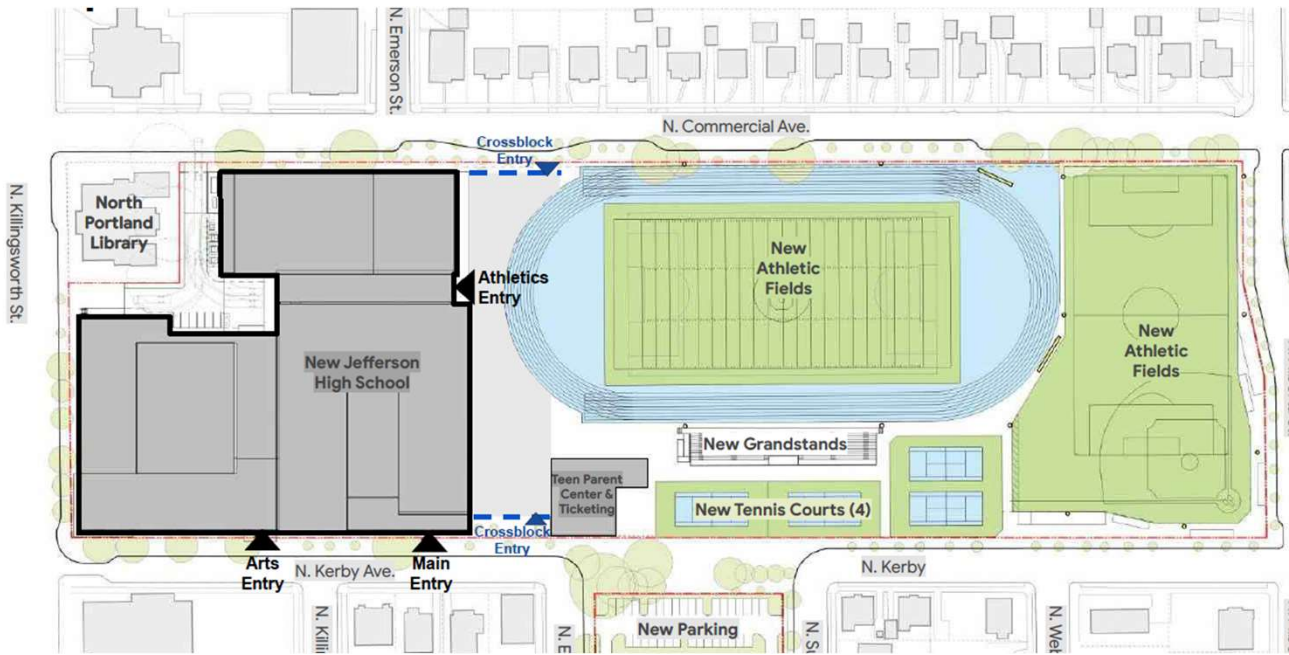 N. Emerson St.
N. Commercial Ave.
Crossblock
Entry
N. Killingsworth St.
North
Portland
Library
Athletics
Entry
New
Athletic
Fields
New
Athletic
Fields
New Jefferson
High School
New Grandstands
Teen Parent
Center &
Ticketing
New Tennis Courts (4)
Crossblock
Entry
Arts
Entry
N. Kerby Ave.
Main
Entry
N. Kerby
New Parking